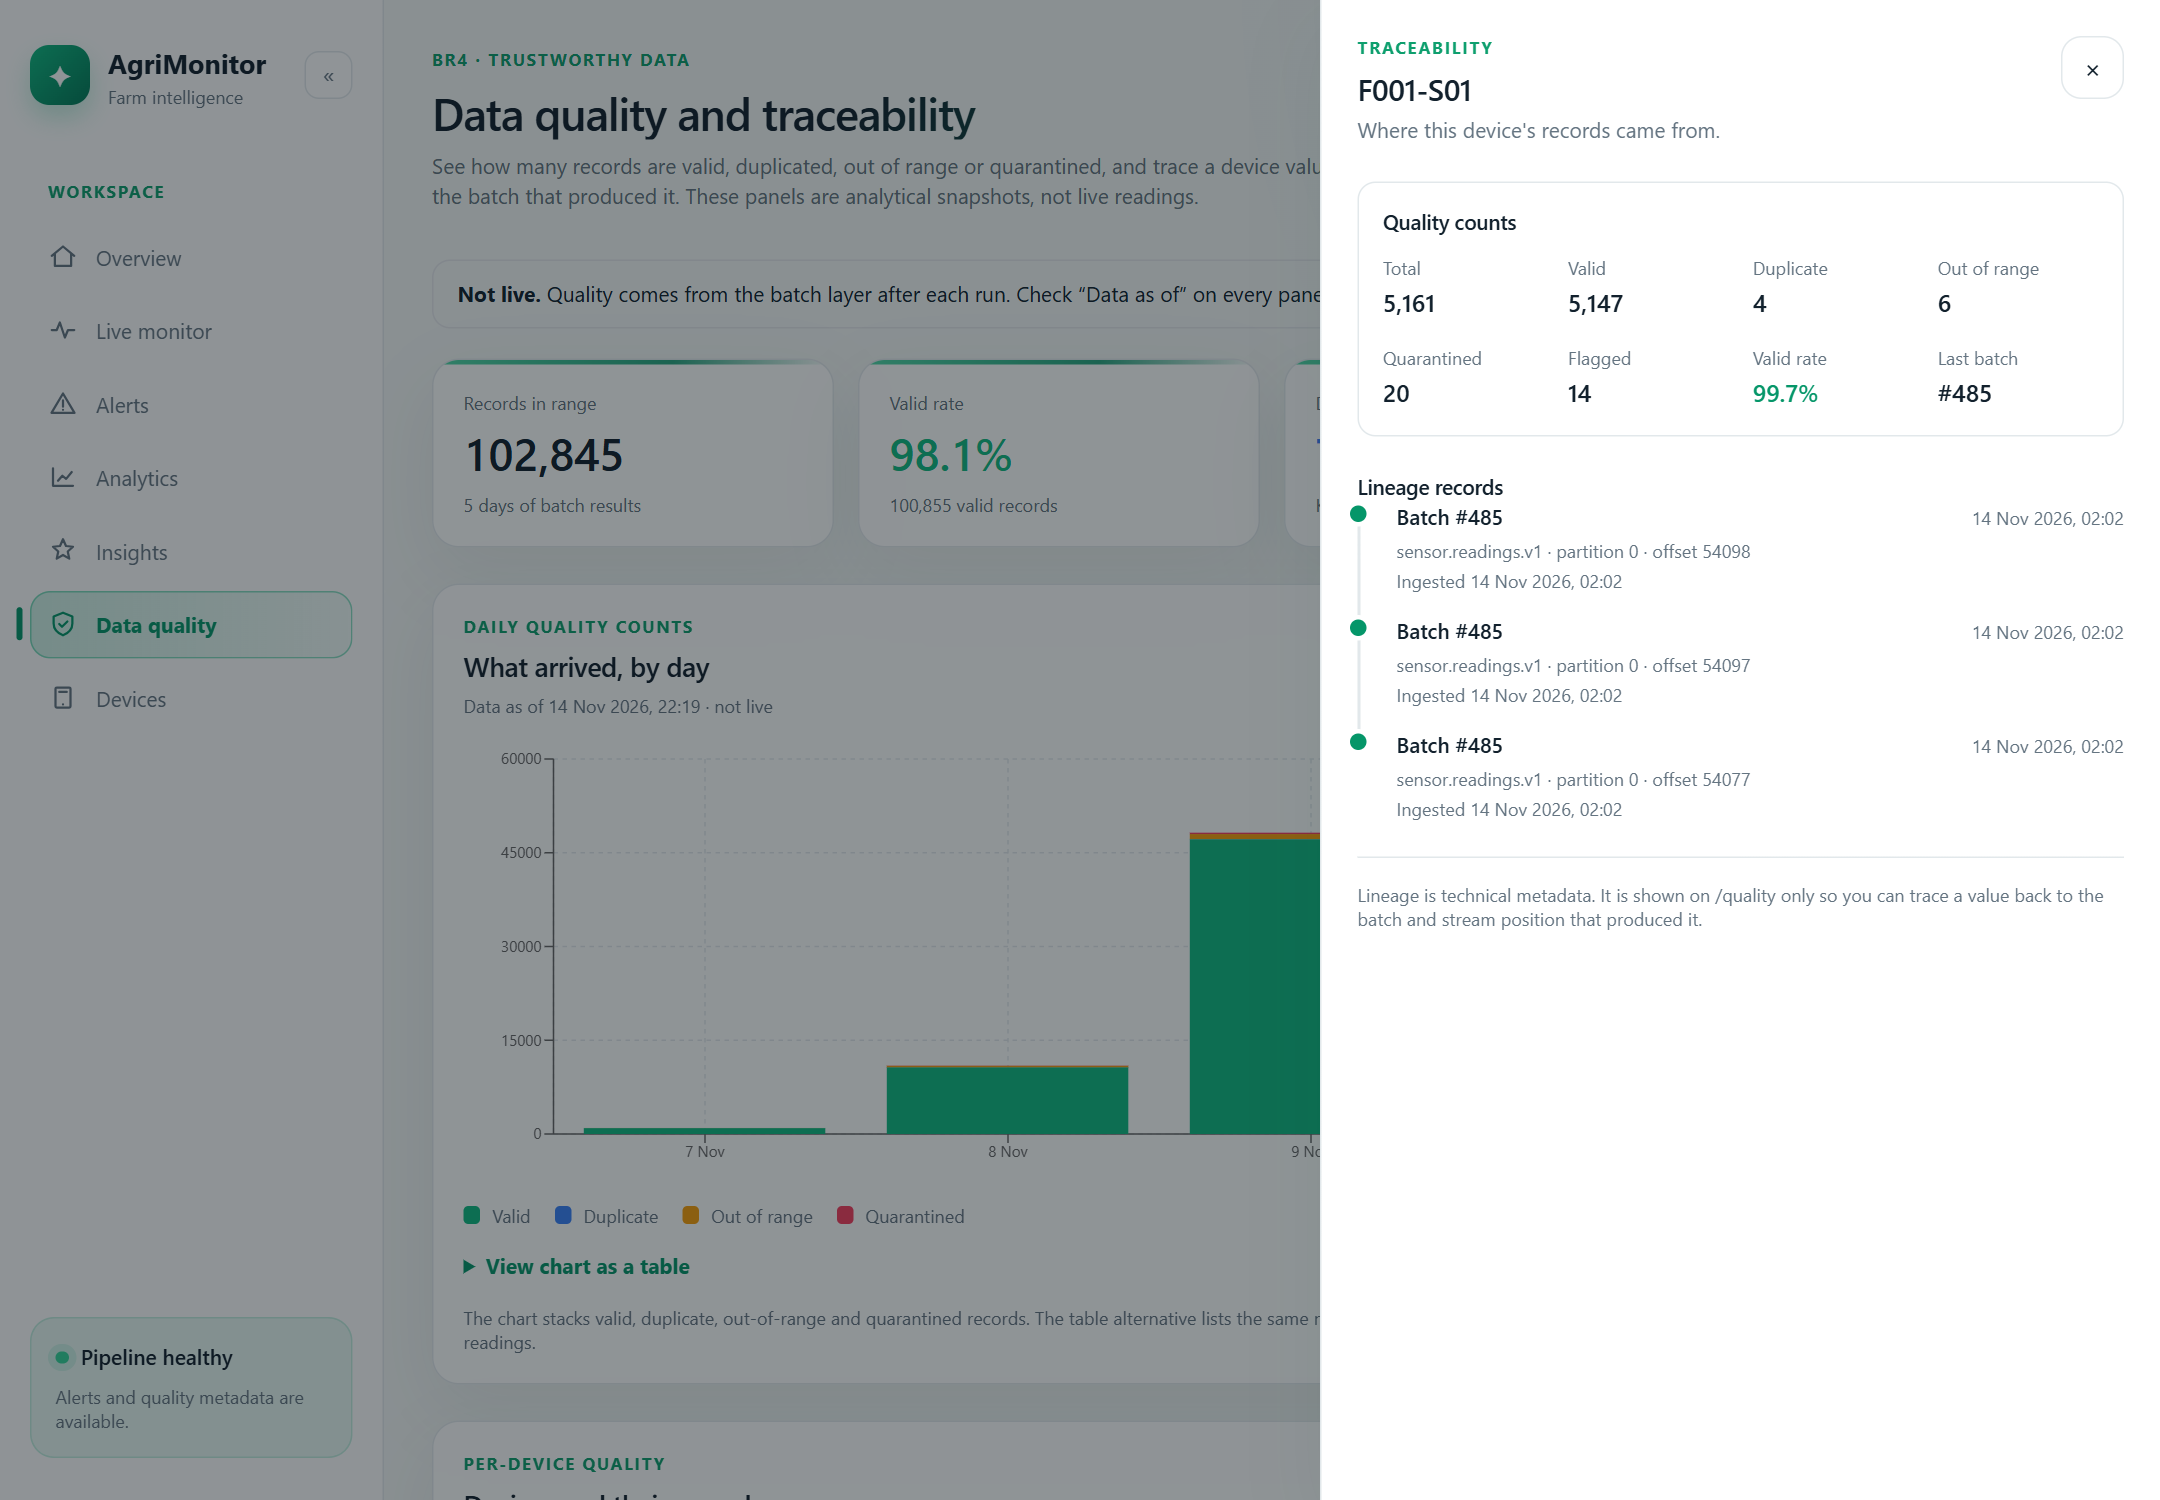 AgriMonitor
Farm intelligence
«
WORKSPACE
Overview
Live monitor
Alerts
Analytics
Insights
Data quality
Devices
Pipeline healthy
Alerts and quality metadata are
available.
BR4 · TRUSTWORTHY DATA
Data quality and traceability
See how many records are valid, duplicated, out of range or quarantined, and trace a device
the batch that produced it. These panels are analytical snapshots, not live readings.
Not live. Quality comes from the batch layer after each run. Check “Data as of” on every
Records in range
102,845
5 days of batch results
Valid rate
98.1%
100,855 valid records
DAILY QUALITY COUNTS
What arrived, by day
Data as of 14 Nov 2026, 22:19 · not live
60000
45000
30000
15000
0
7 Nov
8 Nov
9
Valid
Duplicate
Out of range
Quarantined
View chart as a table
The chart stacks valid, duplicate, out-of-range and quarantined records. The table alternative lists the same
readings.
PER-DEVICE QUALITY
TRACEABILITY
F001-S01
Where this device's records came from.
×
Quality counts
Total
5,161
Valid
5,147
Duplicate
4
Out of range
6
Quarantined
20
Flagged
14
Valid rate
99.7%
Last batch
#485
Lineage records
Batch #485
14 Nov 2026, 02:02
sensor.readings.v1 · partition 0 · offset 54098
Ingested 14 Nov 2026, 02:02
Batch #485
14 Nov 2026, 02:02
sensor.readings.v1 · partition 0 · offset 54097
Ingested 14 Nov 2026, 02:02
Batch #485
14 Nov 2026, 02:02
sensor.readings.v1 · partition 0 · offset 54077
Ingested 14 Nov 2026, 02:02
Lineage is technical metadata. It is shown on /quality only so you can trace a value back to the
batch and stream position that produced it.